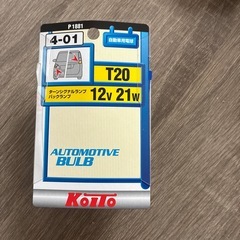 P 1881
4-01
自動車用電球
T20
ターンシグナルランプ
バックランプ
12v 21w
AUTOMOTIVE
BULB
KOITO